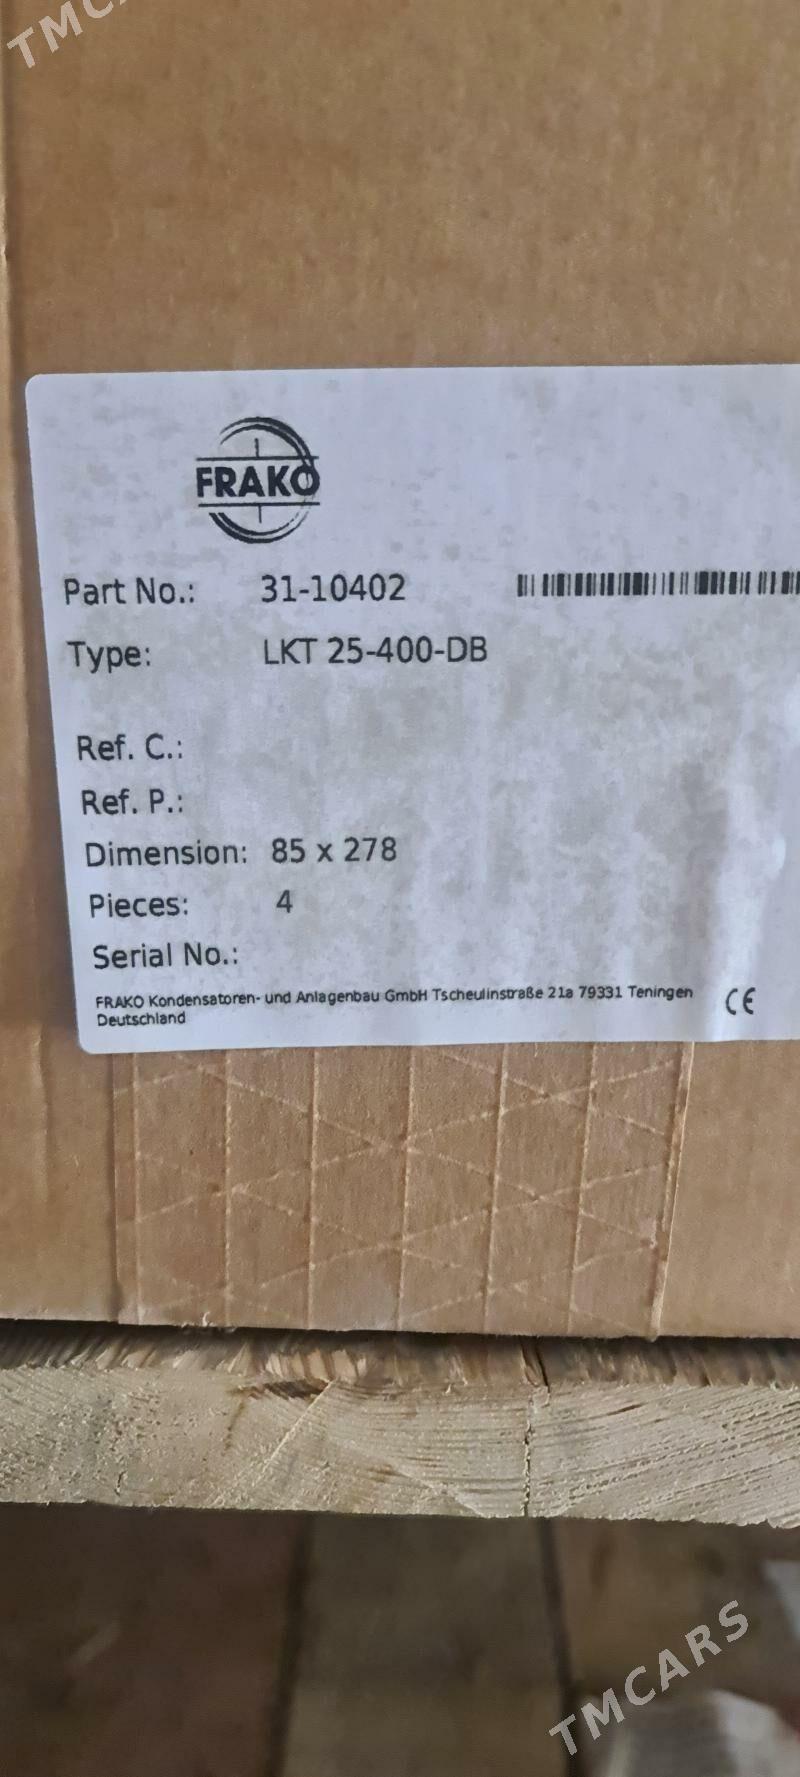 TMCA
FRAKO
Part No.: 31-10402
Type: LKT 25-400-DB
Ref. C.:
Ref. P.:
Dimension: 85 x 278
Pieces: 4
Serial No.:
FRAKO Kondensatoren- und Anlagenbau GmbH Tscheulinstraße 21a 79331 Teningen
Deutschland
CE
TMCARS